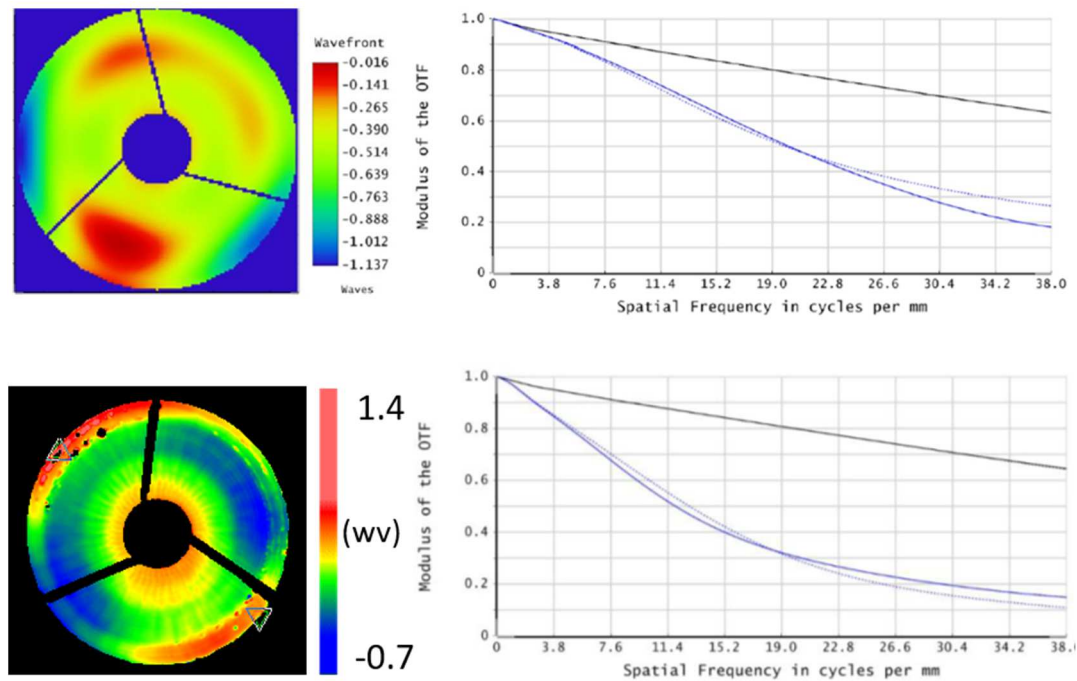 Wavefront
-0.016
-0.141
-0.265
-0.390
-0.514
-0.639
-0.763
-0.888
-1.012
-1.137
Waves
Modulus of the OTF
1.0
0.8
0.6
0.4
0.2
0
0 3.8 7.6 11.4 15.2 19.0 22.8 26.6 30.4 34.2 38.0
Spatial Frequency in cycles per mm
1.4
(wv)
-0.7
Modulus of the OTF
1.0
0.8
0.6
0.4
0.2
0
0 3.8 7.6 11.4 15.2 19.0 22.8 26.6 30.4 34.2 38.
Spatial Frequency in cycles per mm